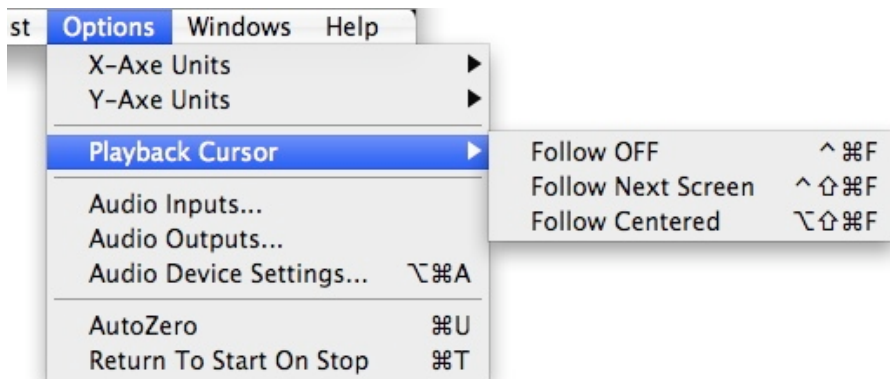 st Options Windows Help
X-Axe Units
Y-Axe Units
Playback Cursor
Follow OFF ^⌘F
Follow Next Screen ^⇧⌘F
Follow Centered ⌥⇧⌘F
Audio Inputs...
Audio Outputs...
Audio Device Settings... ⌥⌘A
AutoZero ⌘U
Return To Start On Stop ⌘T